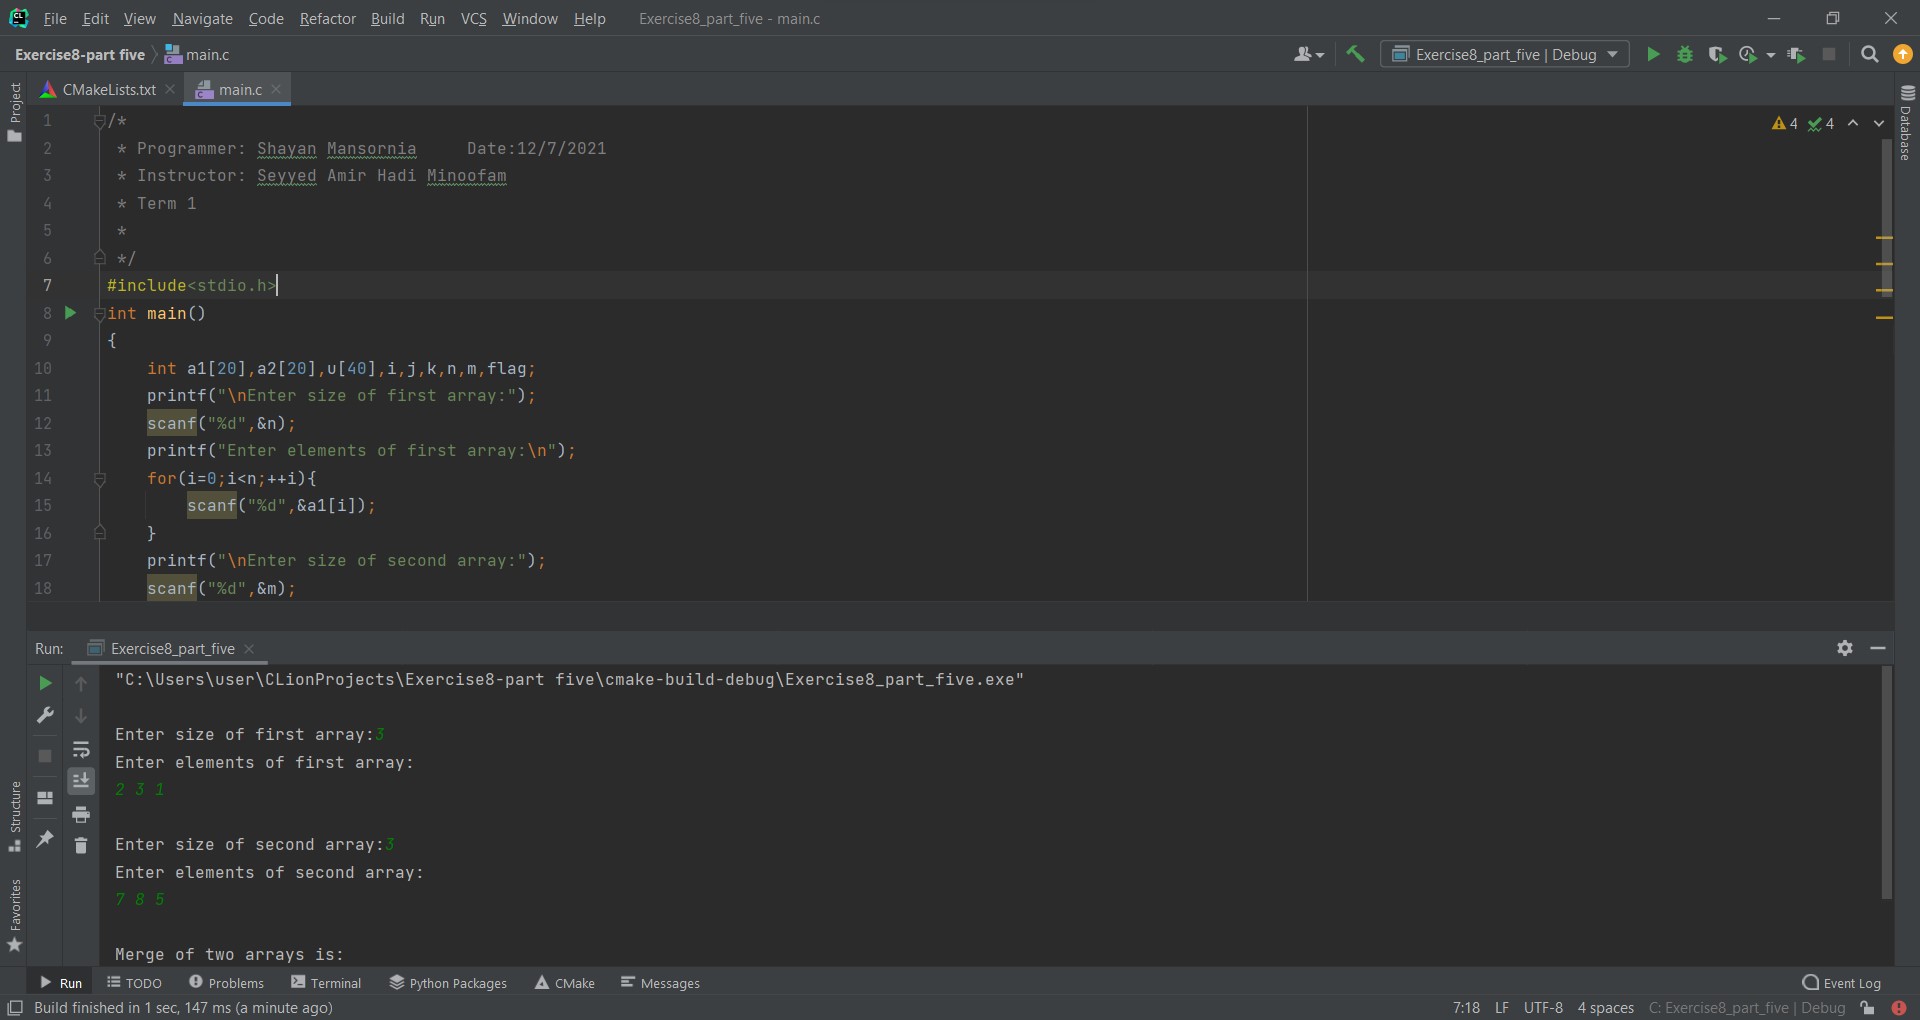 File Edit View Navigate Code Refactor Build Run VCS Window Help Exercise8_part_five - main.c
Exercise8-part five main.c Exercise8_part_five | Debug
CMakeLists.txt main.c
Project
Database
4 4
1 /*
2 * Programmer: Shayan Mansornia     Date:12/7/2021
3 * Instructor: Seyyed Amir Hadi Minoofam
4 * Term 1
5 *
6 */
7 #include<stdio.h>
8 int main()
9 {
10     int a1[20],a2[20],u[40],i,j,k,n,m,flag;
11     printf("\nEnter size of first array:");
12     scanf("%d",&n);
13     printf("Enter elements of first array:\n");
14     for(i=0;i<n;++i){
15         scanf("%d",&a1[i]);
16     }
17     printf("\nEnter size of second array:");
18     scanf("%d",&m);
Run: Exercise8_part_five
"C:\Users\user\CLionProjects\Exercise8-part five\cmake-build-debug\Exercise8_part_five.exe"
Enter size of first array:3
Enter elements of first array:
2 3 1
Enter size of second array:3
Enter elements of second array:
7 8 5
Merge of two arrays is:
Structure
Favorites
Run TODO Problems Terminal Python Packages CMake Messages Event Log
Build finished in 1 sec, 147 ms (a minute ago) 7:18 LF UTF-8 4 spaces C: Exercise8_part_five | Debug